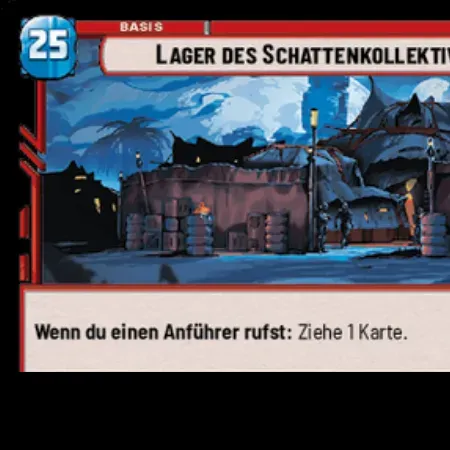 BASIS
25
LAGER DES SCHATTENKOLLEKTIV
Wenn du einen Anführer rufst: Ziehe 1 Karte.